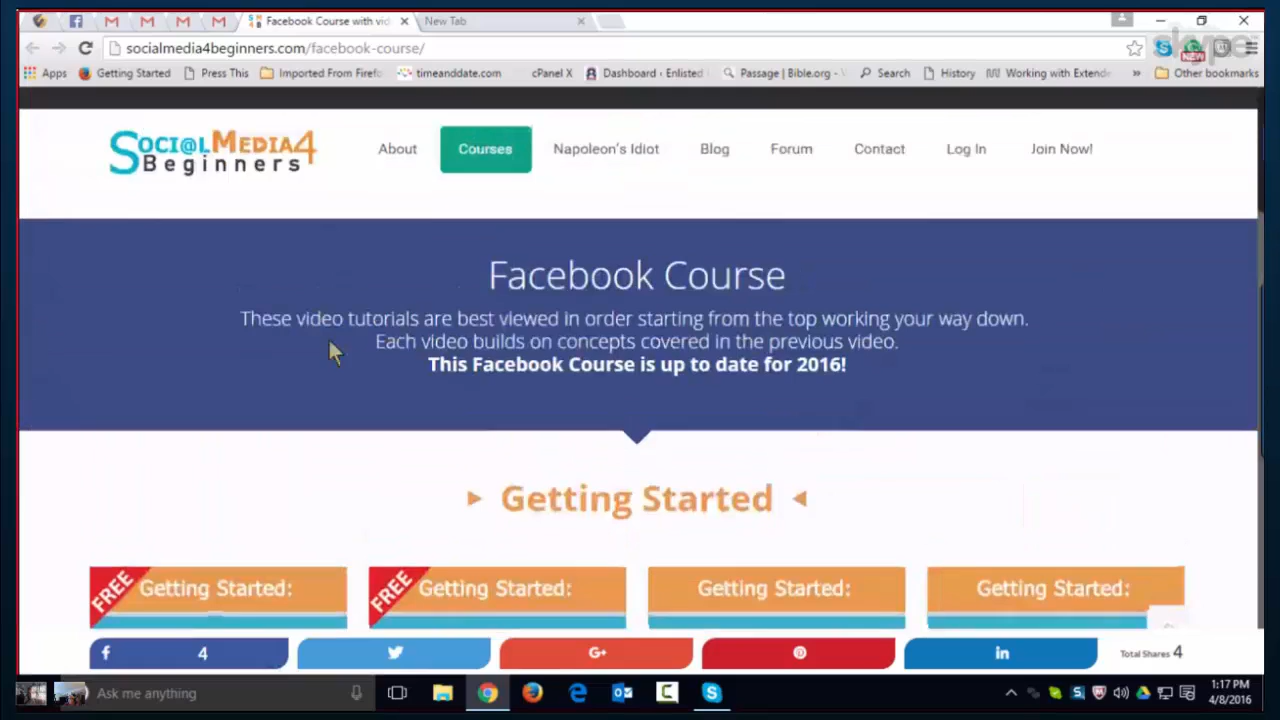 Facebook Course with vid
New Tab
socialmedia4beginners.com/facebook-course/
skype
NEW
Apps
Getting Started
Press This
Imported From Firefo
timeanddate.com
cPanel X
Dashboard ‹ Enlisted
Passage | Bible.org -
Search
History
Working with Extende
»
Other bookmarks
Soci@lMedia4
Beginners
About
Courses
Napoleon's Idiot
Blog
Forum
Contact
Log In
Join Now!
Facebook Course
These video tutorials are best viewed in order starting from the top working your way down.
Each video builds on concepts covered in the previous video.
This Facebook Course is up to date for 2016!
Getting Started
FREE
Getting Started:
FREE
Getting Started:
Getting Started:
Getting Started:
4
G+
in
Total Shares 4
Ask me anything
1:17 PM
4/8/2016